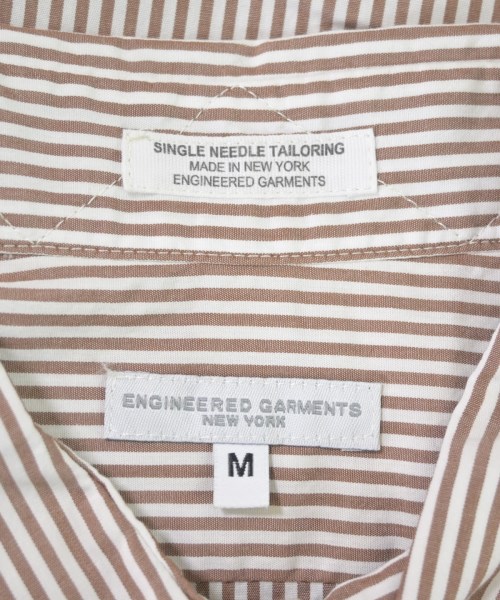 SINGLE NEEDLE TAILORING
MADE IN NEW YORK
ENGINEERED GARMENTS
ENGINEERED GARMENTS
NEW YORK
M